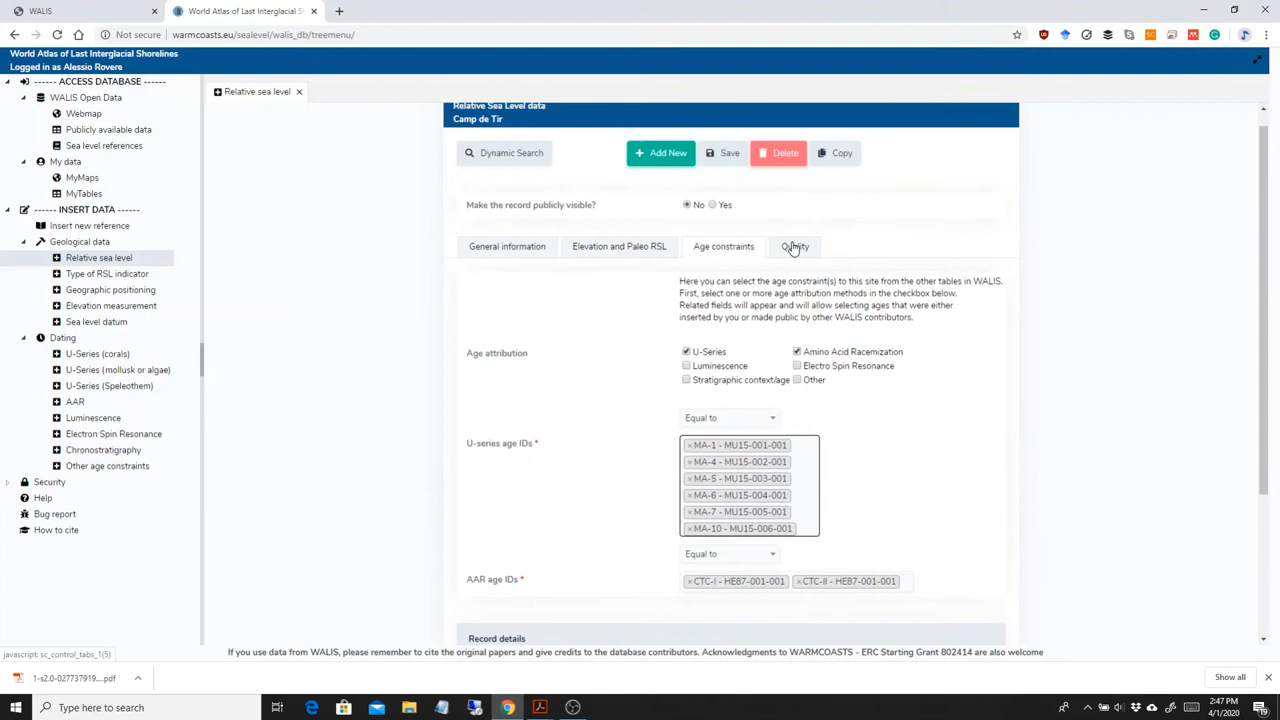 WALIS
World Atlas of Last Interglacial S
Not secure
warmcoasts.eu/sealevel/walis_db/treemenu/
World Atlas of Last Interglacial Shorelines
Logged in as Alessio Rovere
------ ACCESS DATABASE ------
WALIS Open Data
Webmap
Publicly available data
Sea level references
My data
MyMaps
MyTables
------ INSERT DATA ------
Insert new reference
Geological data
Relative sea level
Type of RSL indicator
Geographic positioning
Elevation measurement
Sea level datum
Dating
U-Series (corals)
U-Series (mollusk or algae)
U-Series (Speleothem)
AAR
Luminescence
Electron Spin Resonance
Chronostratigraphy
Other age constraints
Security
Help
Bug report
How to cite
Relative sea level
Relative Sea Level data
Camp de Tir
Dynamic Search
Add New
Save
Delete
Copy
Make the record publicly visible?
No Yes
General information
Elevation and Paleo RSL
Age constraints
Quality
Here you can select the age constraint(s) to this site from the other tables in WALIS.
First, select one or more age attribution methods in the checkbox below.
Related fields will appear and will allow selecting ages that were either
inserted by you or made public by other WALIS contributors.
Age attribution
U-Series Amino Acid Racemization
Luminescence Electro Spin Resonance
Stratigraphic context/age Other
Equal to
U-series age IDs *
×MA-1 - MU15-001-001
×MA-4 - MU15-002-001
×MA-5 - MU15-003-001
×MA-6 - MU15-004-001
×MA-7 - MU15-005-001
×MA-10 - MU15-006-001
Equal to
AAR age IDs *
×CTC-I - HE87-001-001 ×CTC-II - HE87-001-001
Record details
javascript: sc_control_tabs_1(5)
If you use data from WALIS, please remember to cite the original papers and give credits to the database contributors. Acknowledgments to WARMCOASTS - ERC Starting Grant 802414 are also welcome
1-s2.0-027737919....pdf
Show all
Type here to search
2:47 PM
4/1/2020